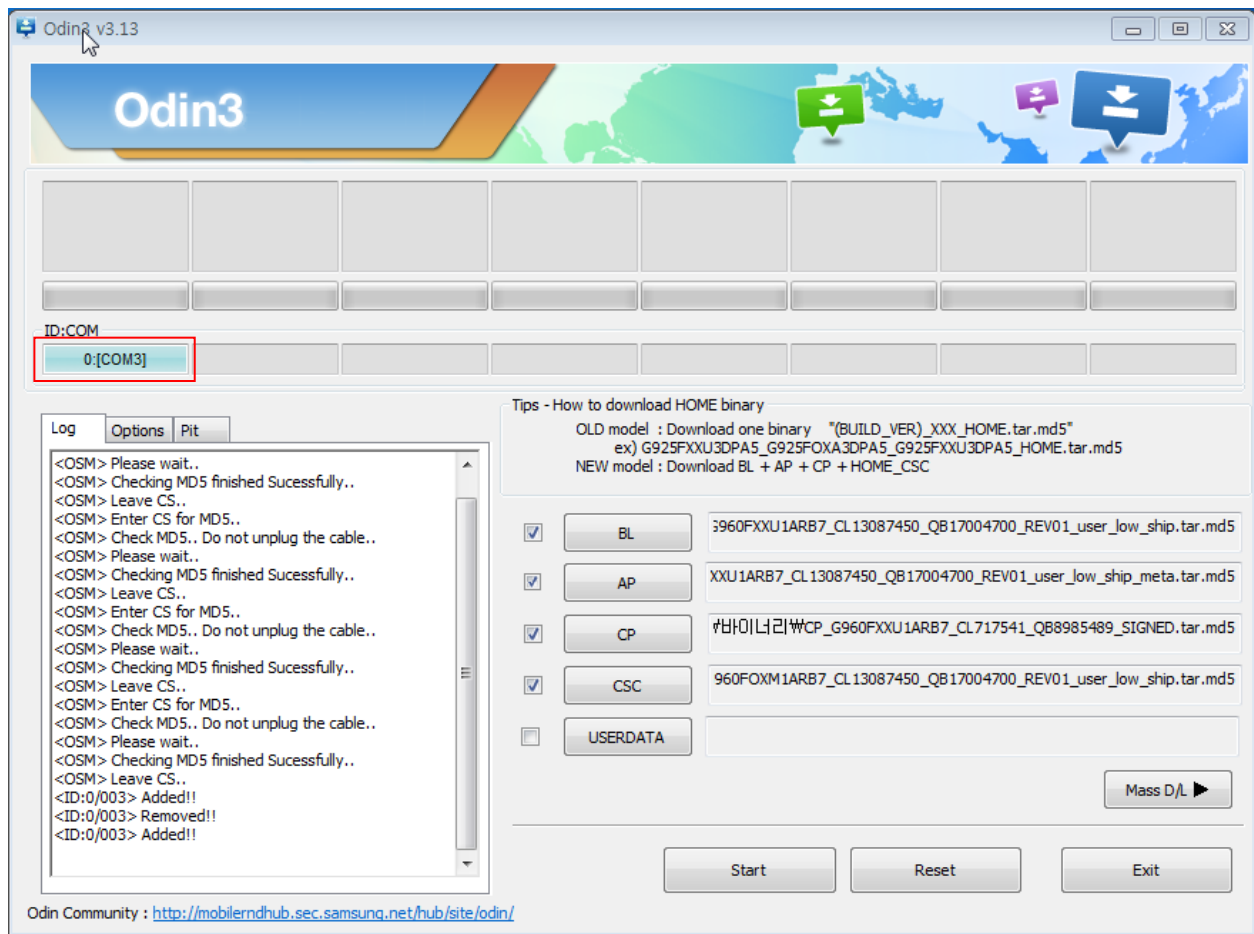 Odin3 v3.13
Odin3
ID:COM
0:[COM3]
Log Options Pit
<OSM> Please wait..
<OSM> Checking MD5 finished Sucessfully..
<OSM> Leave CS..
<OSM> Enter CS for MD5..
<OSM> Check MD5.. Do not unplug the cable..
<OSM> Please wait..
<OSM> Checking MD5 finished Sucessfully..
<OSM> Leave CS..
<OSM> Enter CS for MD5..
<OSM> Check MD5.. Do not unplug the cable..
<OSM> Please wait..
<OSM> Checking MD5 finished Sucessfully..
<OSM> Leave CS..
<OSM> Enter CS for MD5..
<OSM> Check MD5.. Do not unplug the cable..
<OSM> Please wait..
<OSM> Checking MD5 finished Sucessfully..
<OSM> Leave CS..
<ID:0/003> Added!!
<ID:0/003> Removed!!
<ID:0/003> Added!!
Tips - How to download HOME binary
OLD model : Download one binary "(BUILD_VER)_XXX_HOME.tar.md5"
ex) G925FXXU3DPA5_G925FOXA3DPA5_G925FXXU3DPA5_HOME.tar.md5
NEW model : Download BL + AP + CP + HOME_CSC
BL G960FXXU1ARB7_CL13087450_QB17004700_REV01_user_low_ship.tar.md5
AP XXU1ARB7_CL13087450_QB17004700_REV01_user_low_ship_meta.tar.md5
CP ₩바이너리₩CP_G960FXXU1ARB7_CL717541_QB8985489_SIGNED.tar.md5
CSC 960FOXM1ARB7_CL13087450_QB17004700_REV01_user_low_ship.tar.md5
USERDATA
Mass D/L
Start Reset Exit
Odin Community : http://mobilerndhub.sec.samsung.net/hub/site/odin/